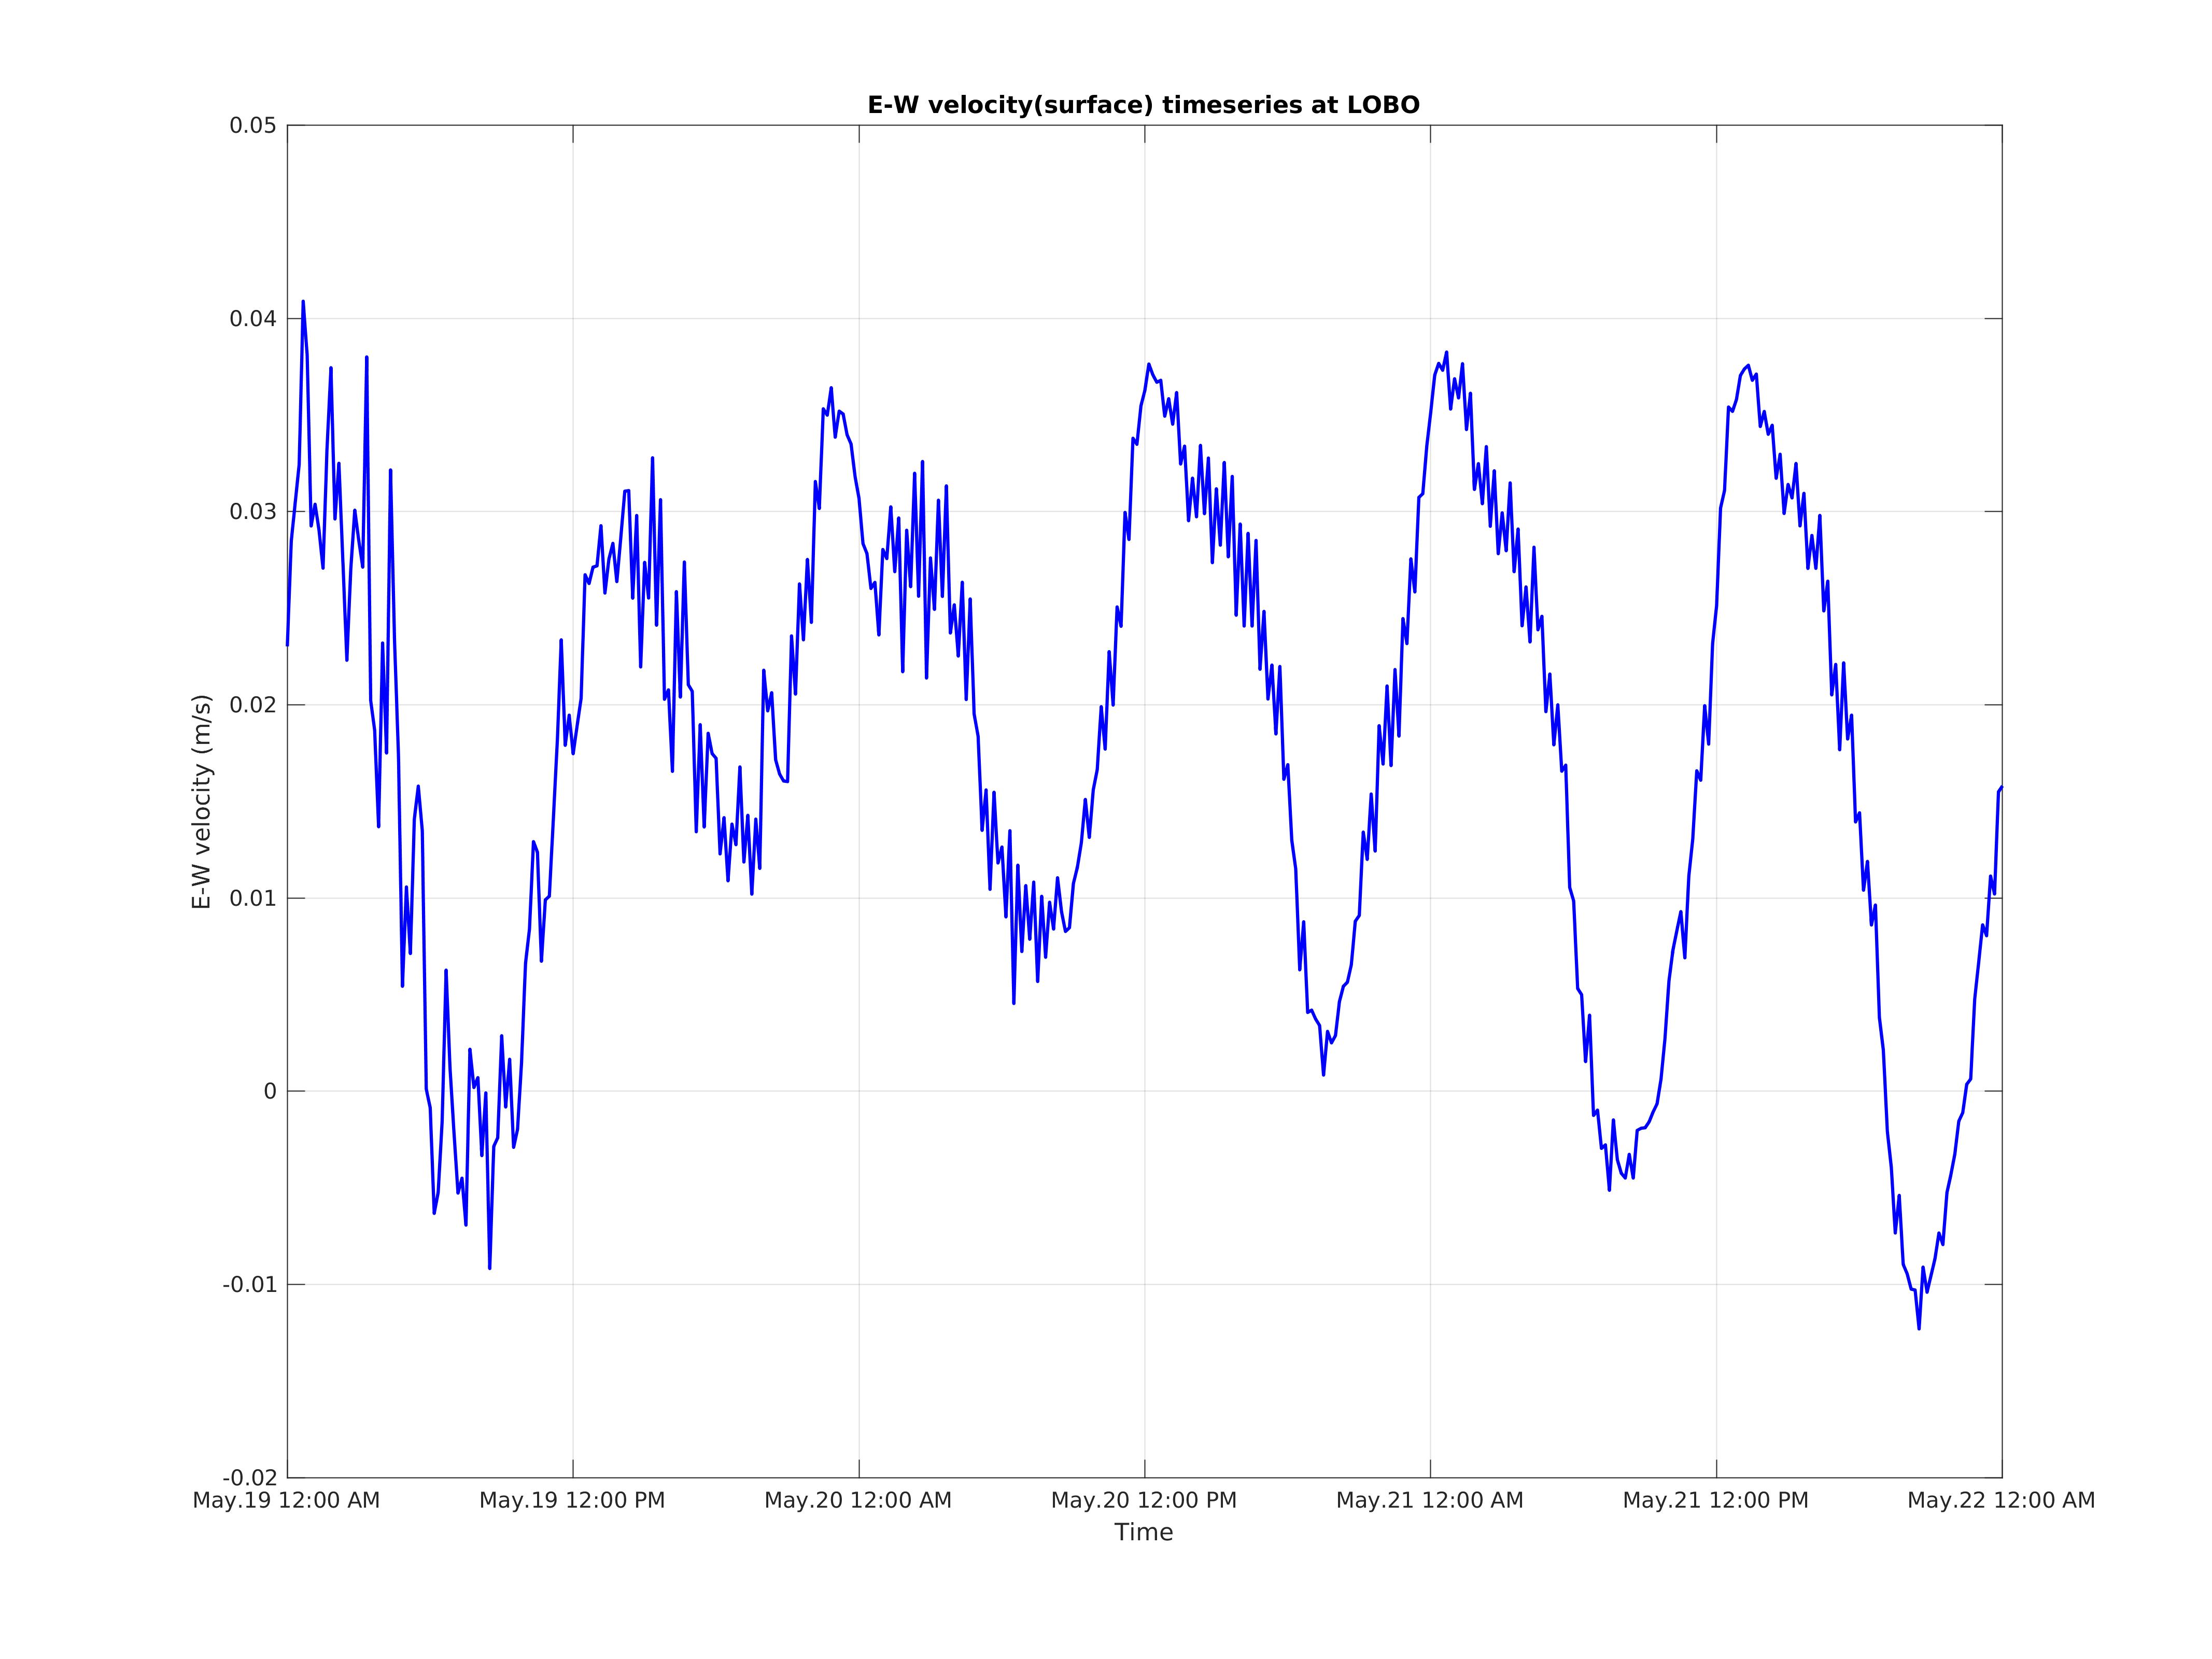 E-W velocity(surface) timeseries at LOBO
0.05
0.04
0.03
0.02
0.01
0
-0.01
-0.02
E-W velocity (m/s)
May.19 12:00 AM
May.19 12:00 PM
May.20 12:00 AM
May.20 12:00 PM
May.21 12:00 AM
May.21 12:00 PM
May.22 12:00 AM
Time